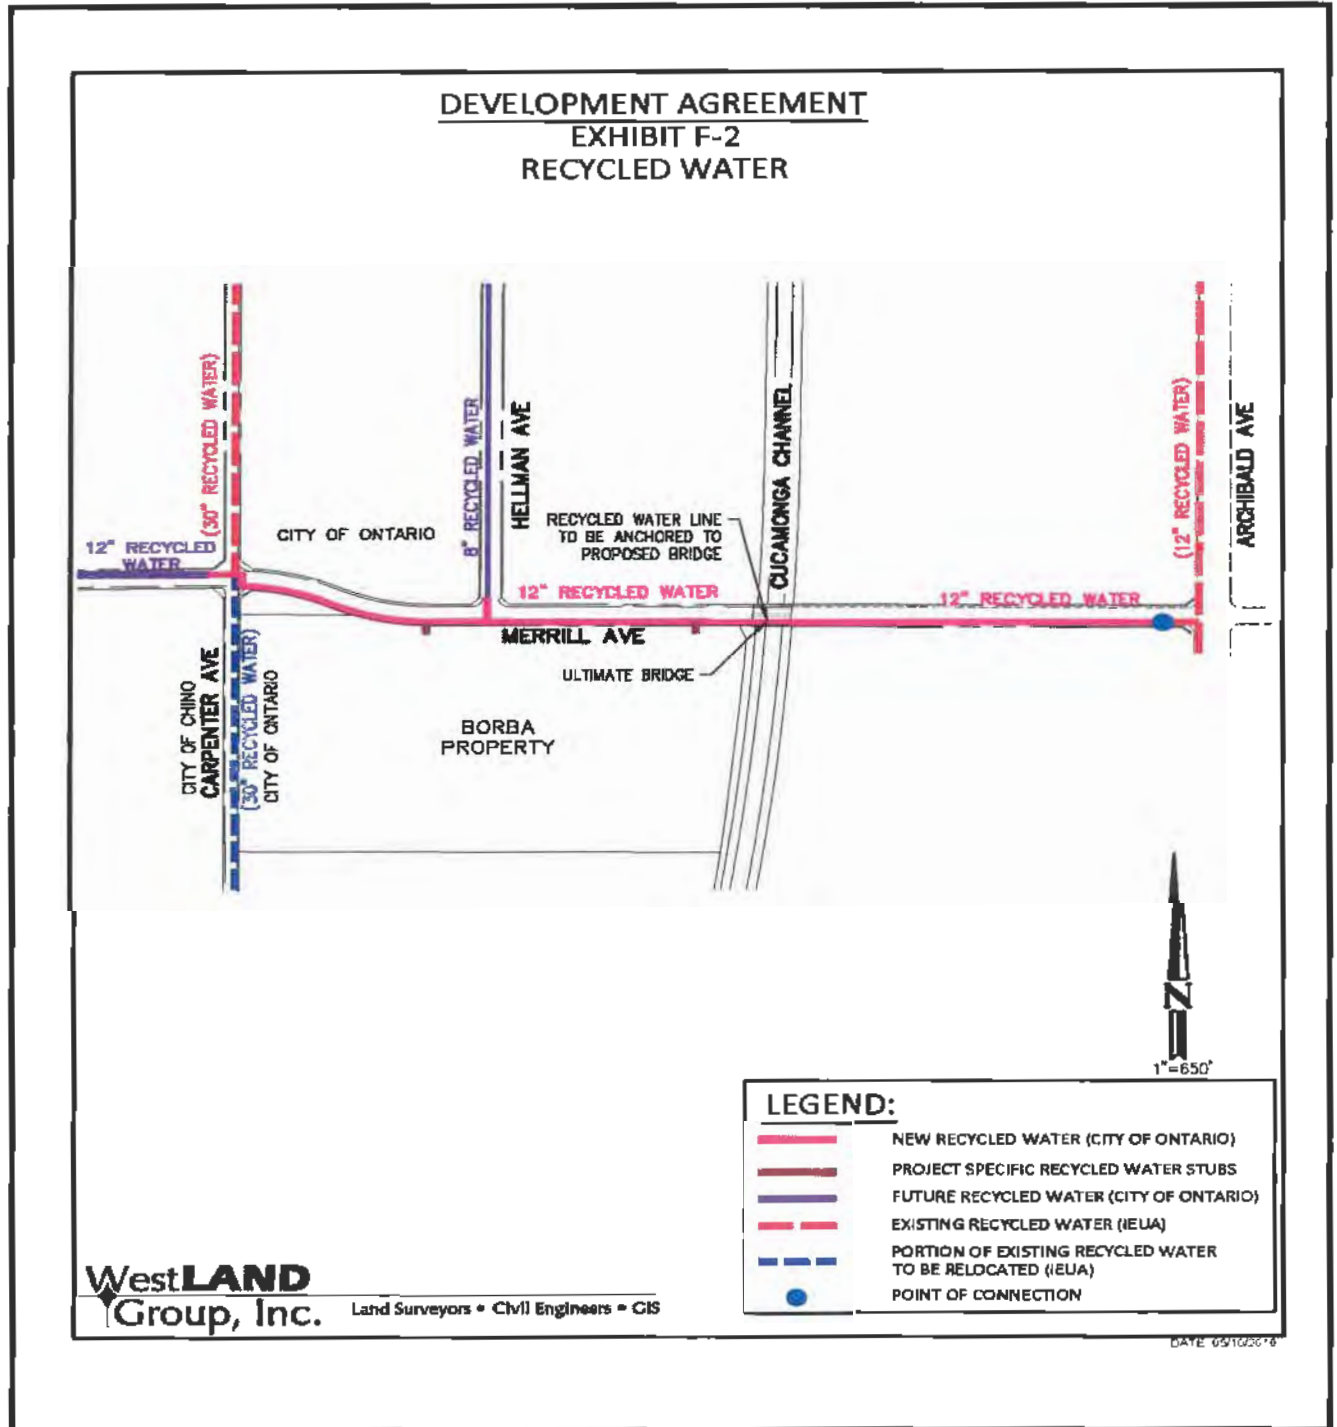 DEVELOPMENT AGREEMENT
EXHIBIT F-2
RECYCLED WATER
(30" RECYCLED WATER)
12" RECYCLED
WATER
CITY OF ONTARIO
8" RECYCLED WATER
HELLMAN AVE
RECYCLED WATER LINE
TO BE ANCHORED TO
PROPOSED BRIDGE
CUCAMONGA CHANNEL
(12" RECYCLED WATER)
ARCHIBALD AVE
12" RECYCLED WATER
12" RECYCLED WATER
MERRILL AVE
ULTIMATE BRIDGE
CITY OF CHINO
CARPENTER AVE
(30" RECYCLED WATER)
CITY OF ONTARIO
BORBA
PROPERTY
N
1"=650'
LEGEND:
NEW RECYCLED WATER (CITY OF ONTARIO)
PROJECT SPECIFIC RECYCLED WATER STUBS
FUTURE RECYCLED WATER (CITY OF ONTARIO)
EXISTING RECYCLED WATER (IEUA)
PORTION OF EXISTING RECYCLED WATER
TO BE RELOCATED (IEUA)
POINT OF CONNECTION
WestLAND
Group, Inc.
Land Surveyors • Civil Engineers • GIS
DATE